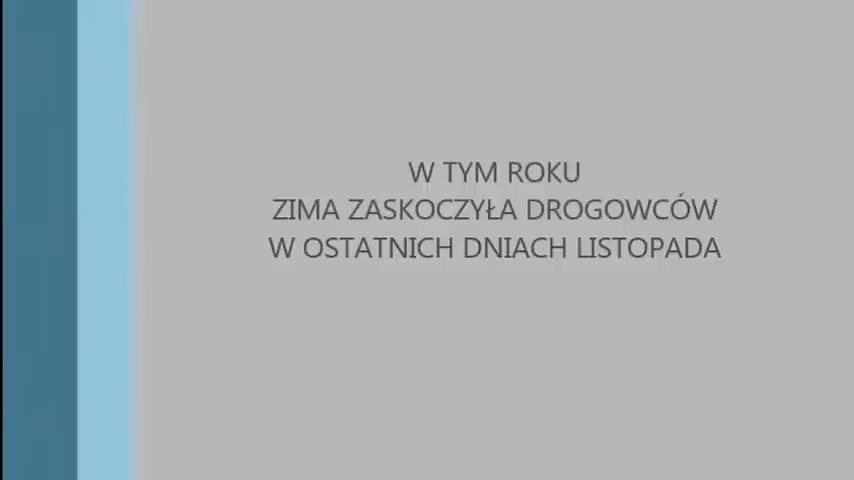 W TYM ROKU
ZIMA ZASKOCZYŁA DROGOWCÓW
W OSTATNICH DNIACH LISTOPADA